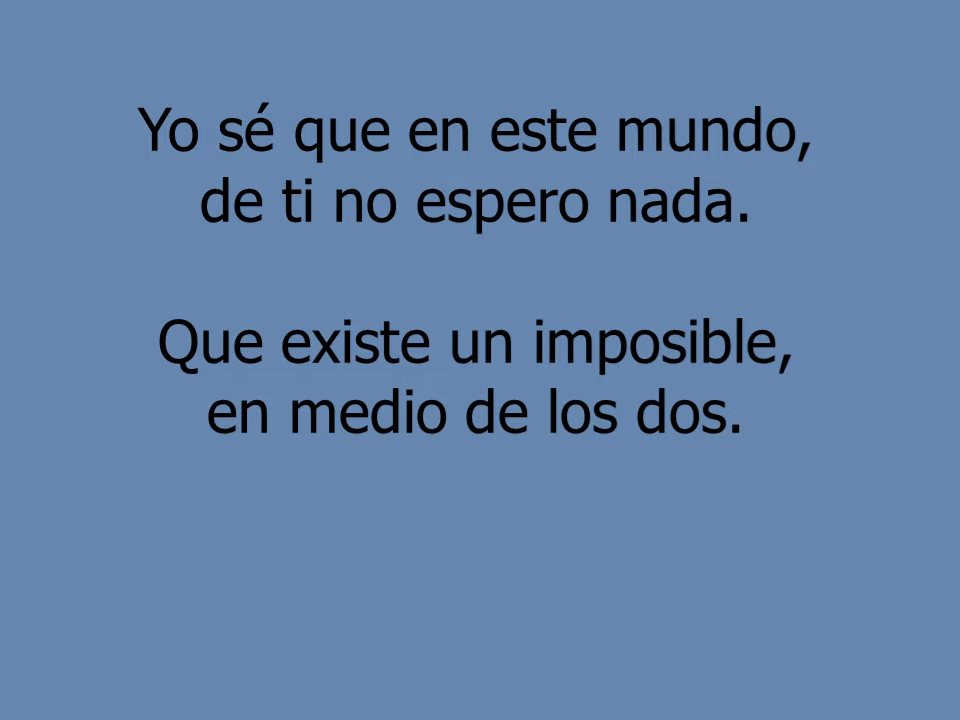 Yo sé que en este mundo,
de ti no espero nada.
Que existe un imposible,
en medio de los dos.